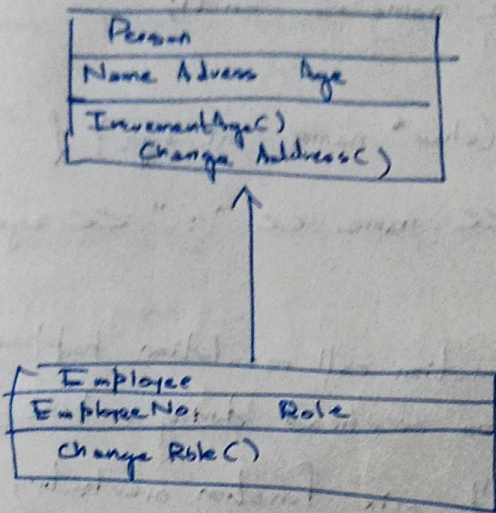 Person
Name Adress Age
IncrementAge()
Change Address()
Employee
EmployeeNo. Role
Change Role()